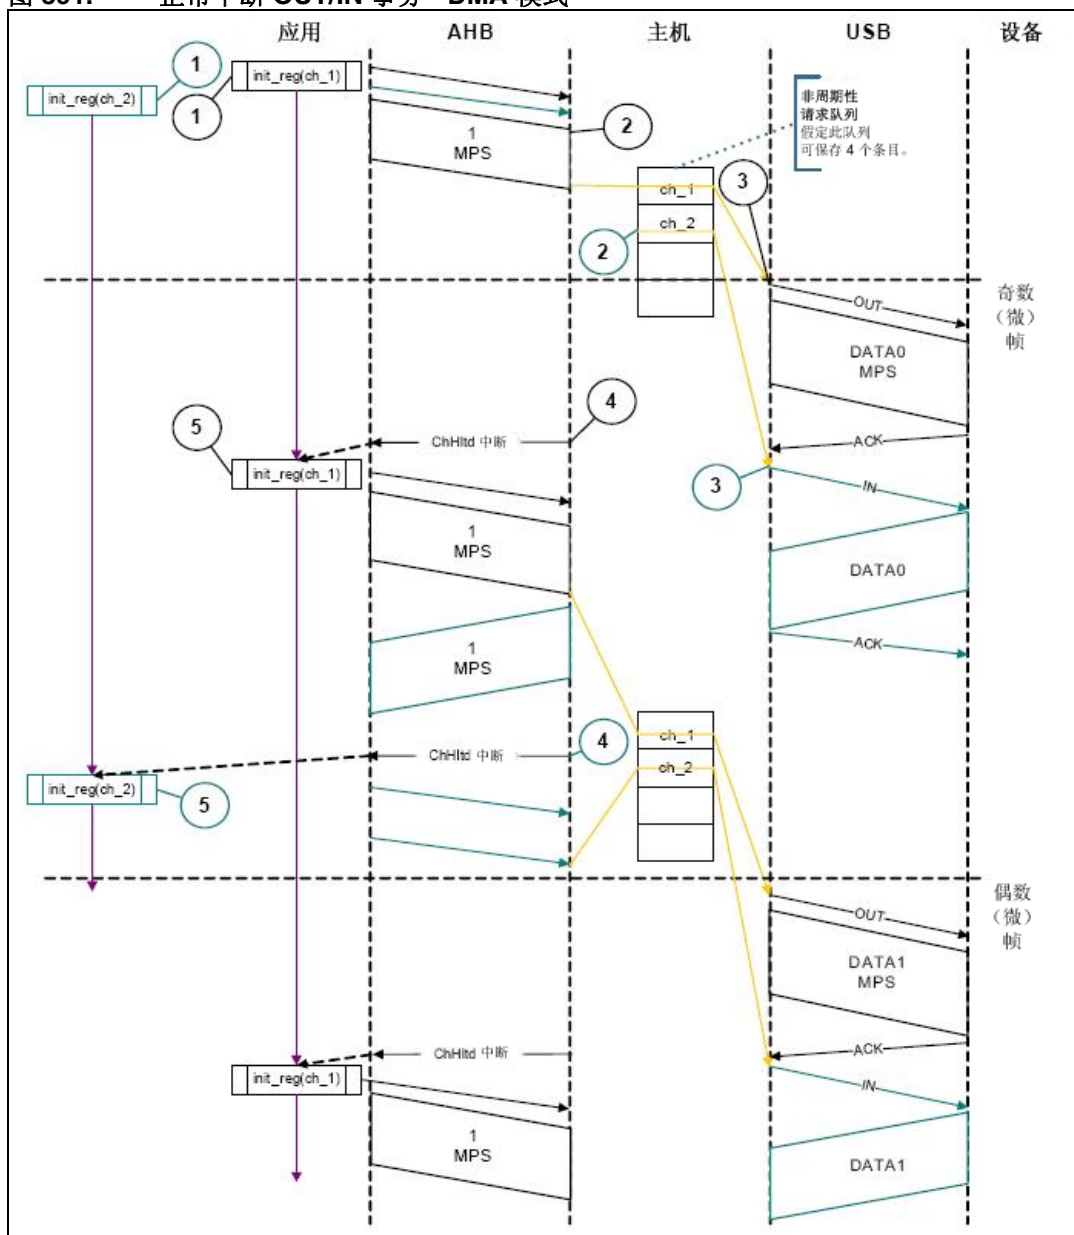 应用 AHB 主机 USB 设备
1
init_reg(ch_1)
init_reg(ch_2)
1
非周期性
请求队列
假定此队列
可保存 4 个条目。
2
1
MPS
3
ch_1
ch_2
2
奇数
（微）
帧
OUT
DATA0
MPS
4
5
ChHltd 中断
ACK
init_reg(ch_1)
3
IN
1
MPS
DATA0
1
MPS
ACK
4
ch_1
ChHltd 中断
ch_2
init_reg(ch_2)
5
偶数
（微）
帧
OUT
DATA1
MPS
ChHltd 中断
ACK
init_reg(ch_1)
IN
1
MPS
DATA1